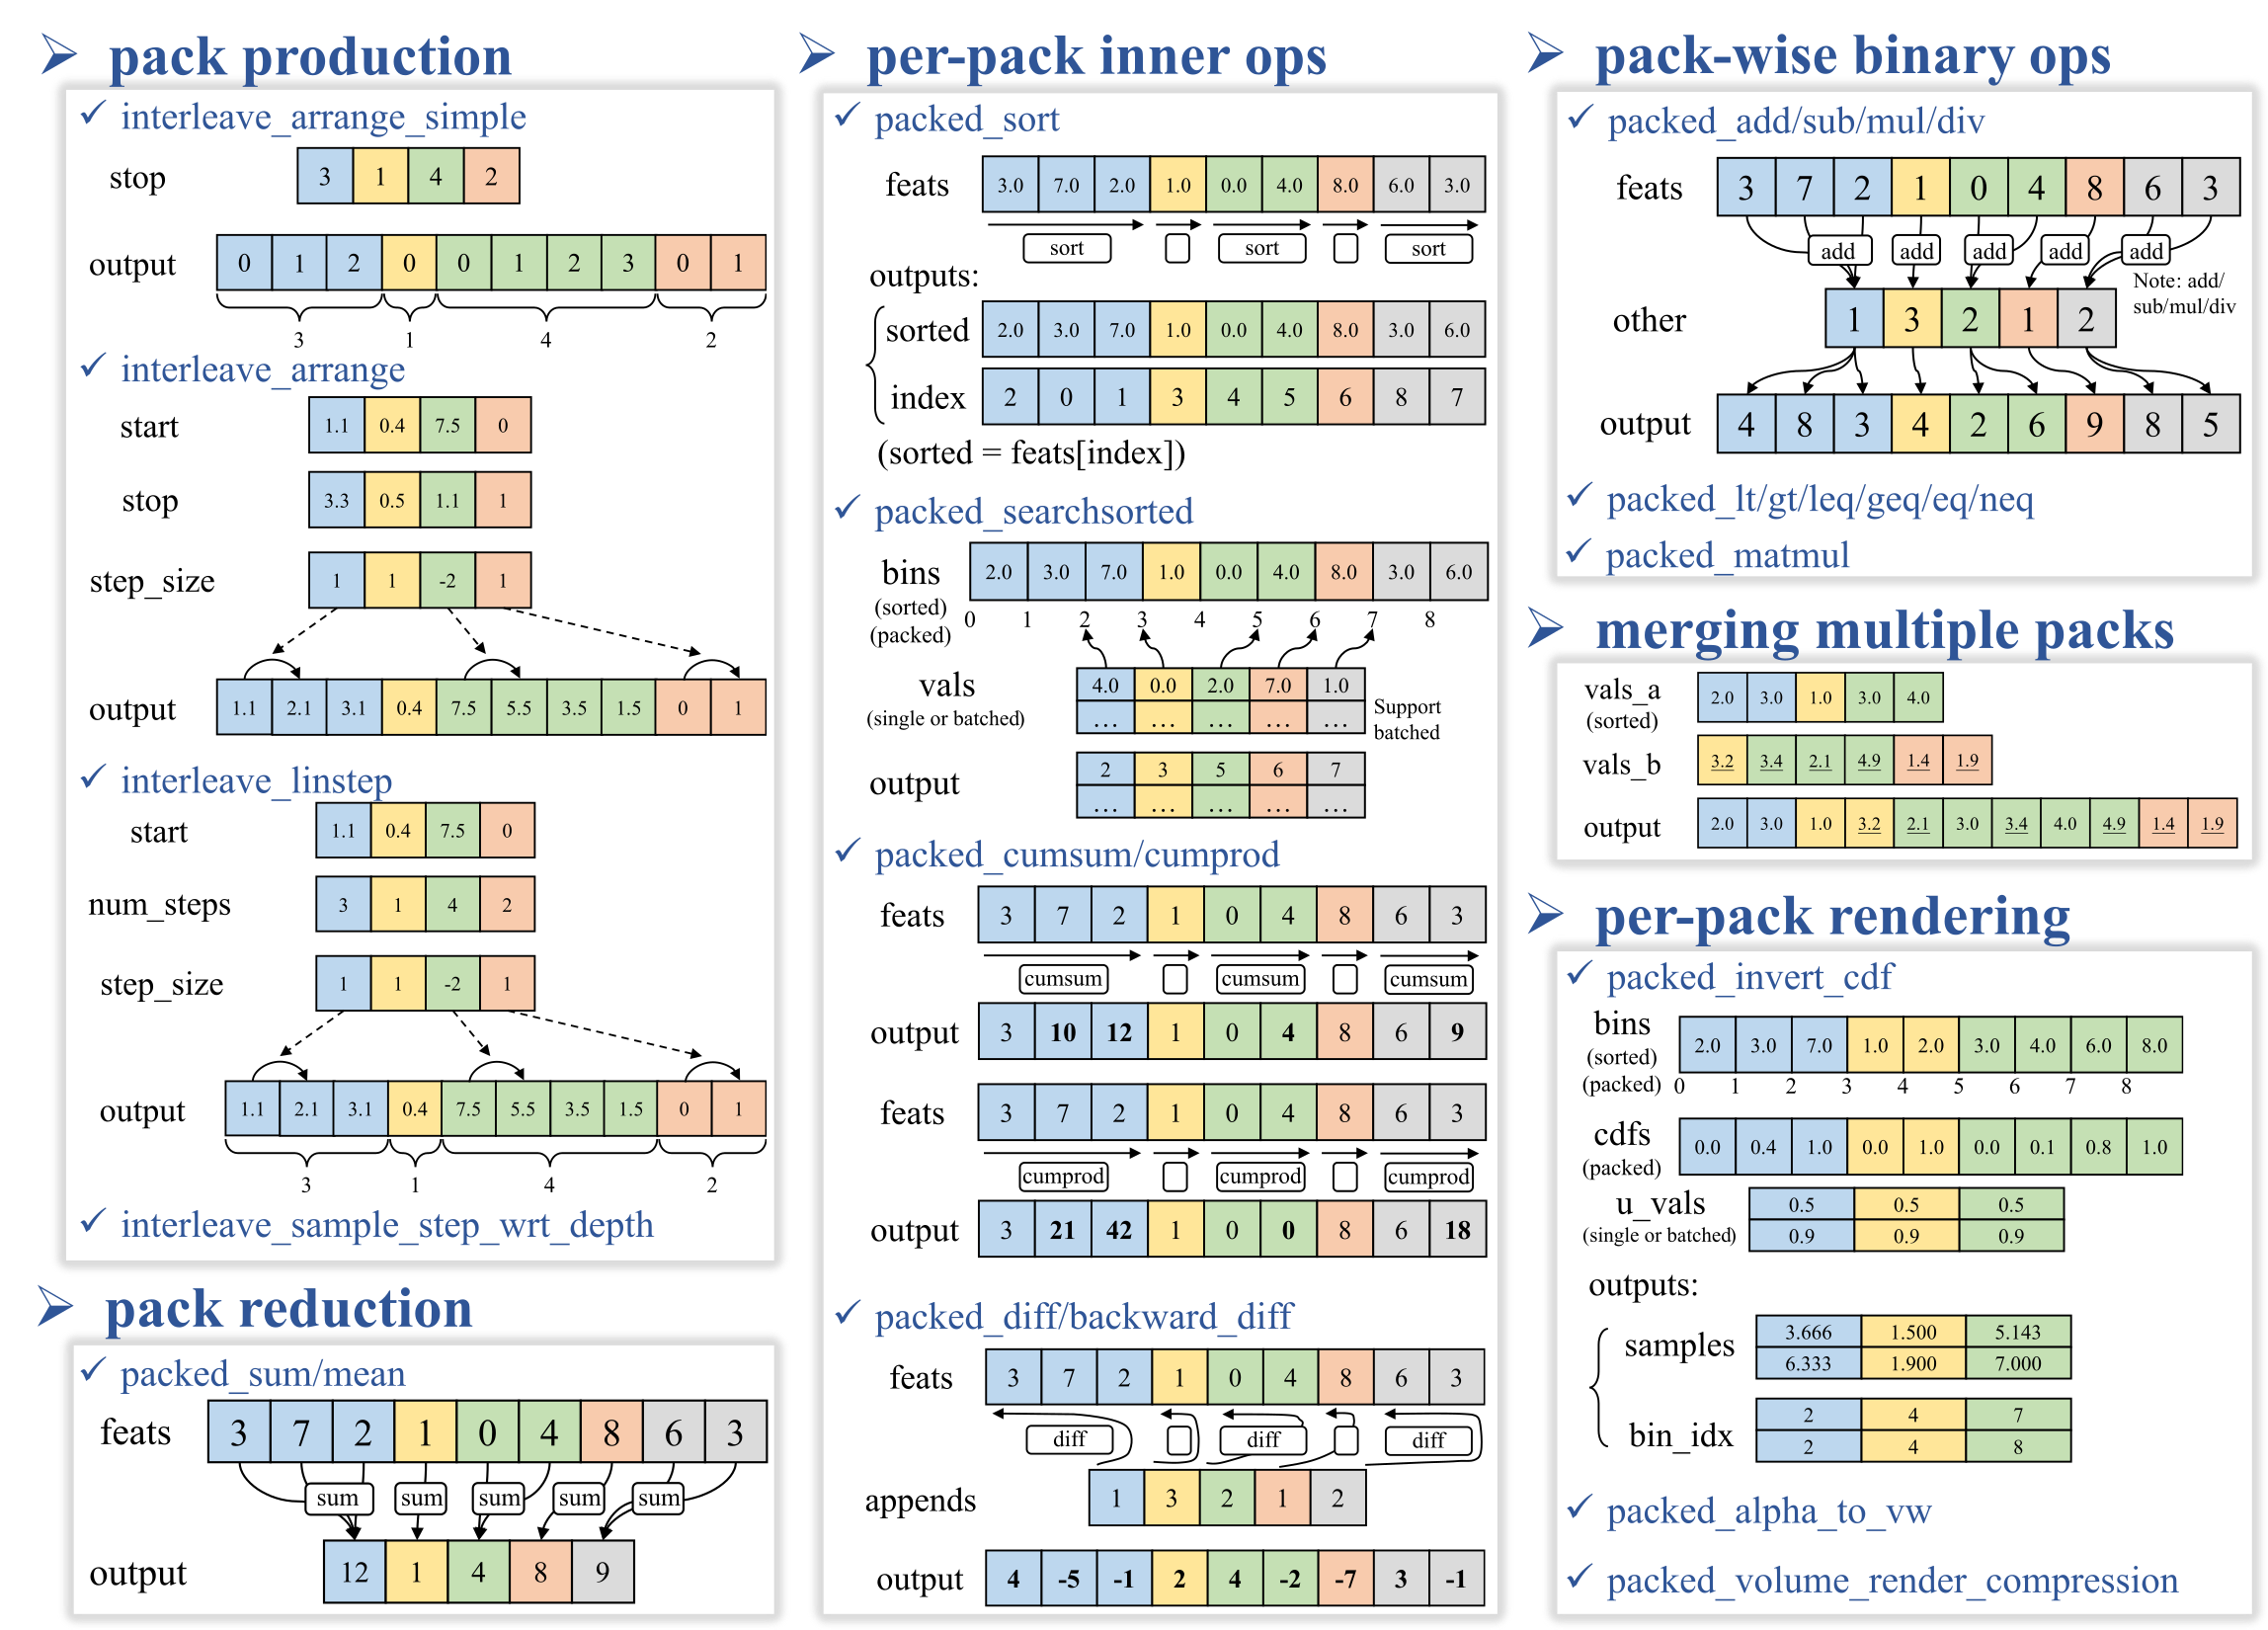 pack production
interleave_arrange_simple
stop 3 1 4 2
output 0 1 2 0 0 1 2 3 0 1
3 1 4 2
interleave_arrange
start 1.1 0.4 7.5 0
stop 3.3 0.5 1.1 1
step_size 1 1 -2 1
output 1.1 2.1 3.1 0.4 7.5 5.5 3.5 1.5 0 1
interleave_linstep
start 1.1 0.4 7.5 0
num_steps 3 1 4 2
step_size 1 1 -2 1
output 1.1 2.1 3.1 0.4 7.5 5.5 3.5 1.5 0 1
3 1 4 2
interleave_sample_step_wrt_depth
pack reduction
packed_sum/mean
feats 3 7 2 1 0 4 8 6 3
sum sum sum sum sum
output 12 1 4 8 9
per-pack inner ops
packed_sort
feats 3.0 7.0 2.0 1.0 0.0 4.0 8.0 6.0 3.0
sort sort sort
outputs:
sorted 2.0 3.0 7.0 1.0 0.0 4.0 8.0 3.0 6.0
index 2 0 1 3 4 5 6 8 7
(sorted = feats[index])
packed_searchsorted
bins 2.0 3.0 7.0 1.0 0.0 4.0 8.0 3.0 6.0
(sorted)
(packed) 0 1 2 3 4 5 6 7 8
vals 4.0 0.0 2.0 7.0 1.0
(single or batched) ... ... ... ... ... Support
batched
output 2 3 5 6 7
... ... ... ... ...
packed_cumsum/cumprod
feats 3 7 2 1 0 4 8 6 3
cumsum cumsum cumsum
output 3 10 12 1 0 4 8 6 9
feats 3 7 2 1 0 4 8 6 3
cumprod cumprod cumprod
output 3 21 42 1 0 0 8 6 18
packed_diff/backward_diff
feats 3 7 2 1 0 4 8 6 3
diff diff diff
appends 1 3 2 1 2
output 4 -5 -1 2 4 -2 -7 3 -1
pack-wise binary ops
packed_add/sub/mul/div
feats 3 7 2 1 0 4 8 6 3
add add add add add
Note: add/
sub/mul/div
other 1 3 2 1 2
output 4 8 3 4 2 6 9 8 5
packed_lt/gt/leq/geq/eq/neq
packed_matmul
merging multiple packs
vals_a 2.0 3.0 1.0 3.0 4.0
(sorted)
vals_b 3.2 3.4 2.1 4.9 1.4 1.9
output 2.0 3.0 1.0 3.2 2.1 3.0 3.4 4.0 4.9 1.4 1.9
per-pack rendering
packed_invert_cdf
bins 2.0 3.0 7.0 1.0 2.0 3.0 4.0 6.0 8.0
(sorted)
(packed) 0 1 2 3 4 5 6 7 8
cdfs 0.0 0.4 1.0 0.0 1.0 0.0 0.1 0.8 1.0
(packed)
u_vals 0.5 0.5 0.5
(single or batched) 0.9 0.9 0.9
outputs:
samples 3.666 1.500 5.143
6.333 1.900 7.000
bin_idx 2 4 7
2 4 8
packed_alpha_to_vw
packed_volume_render_compression